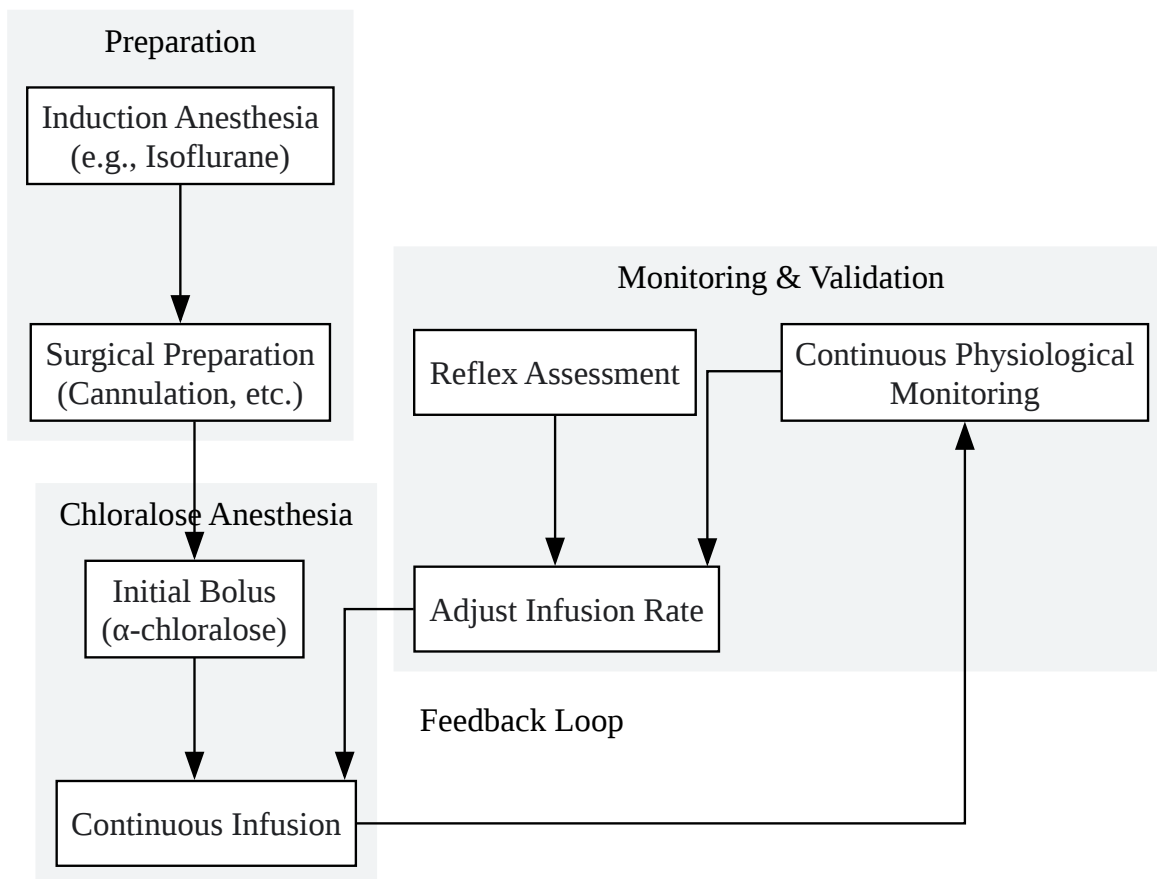 Preparation
Induction Anesthesia
(e.g., Isoflurane)
Surgical Preparation
(Cannulation, etc.)
Monitoring & Validation
Reflex Assessment
Continuous Physiological
Monitoring
Chloralose Anesthesia
Initial Bolus
(α-chloralose)
Adjust Infusion Rate
Feedback Loop
Continuous Infusion